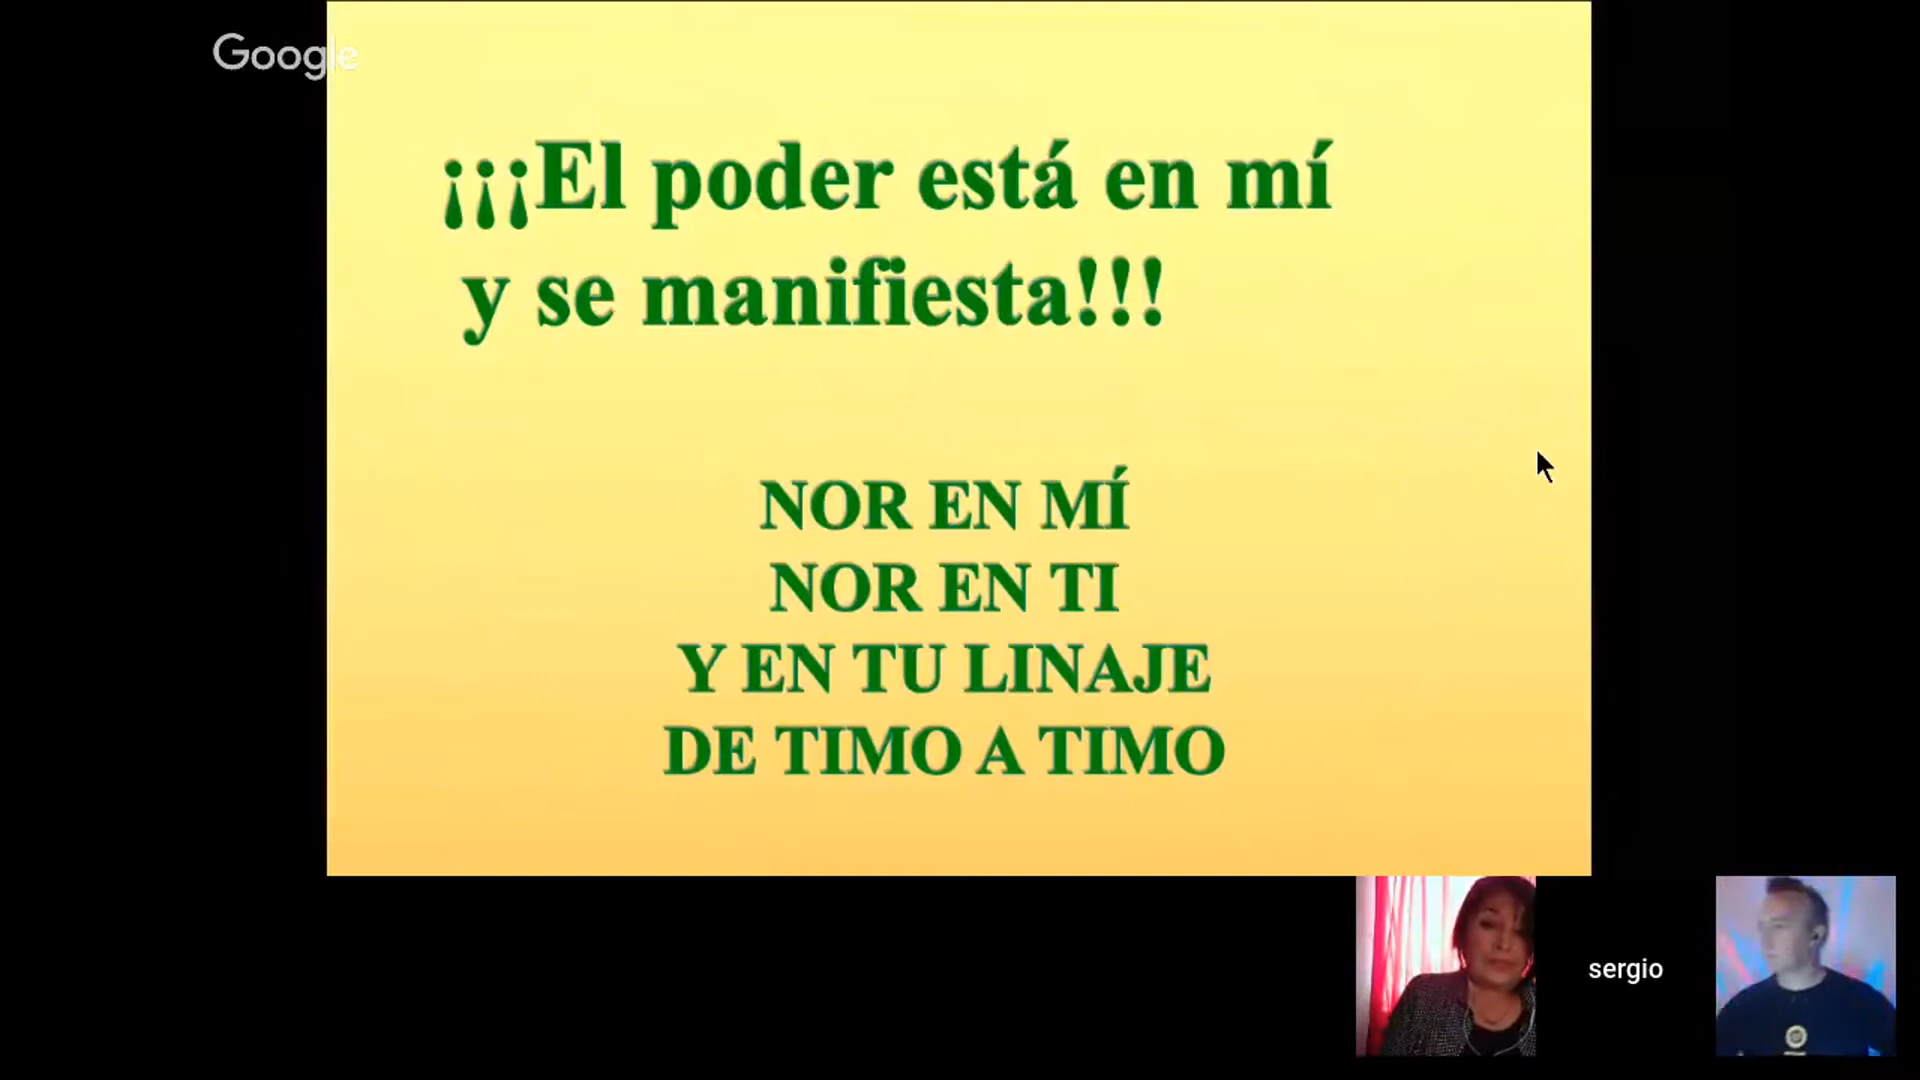 Google
¡¡¡El poder está en mí
y se manifiesta!!!
NOR EN MÍ
NOR EN TI
Y EN TU LINAJE
DE TIMO A TIMO
sergio